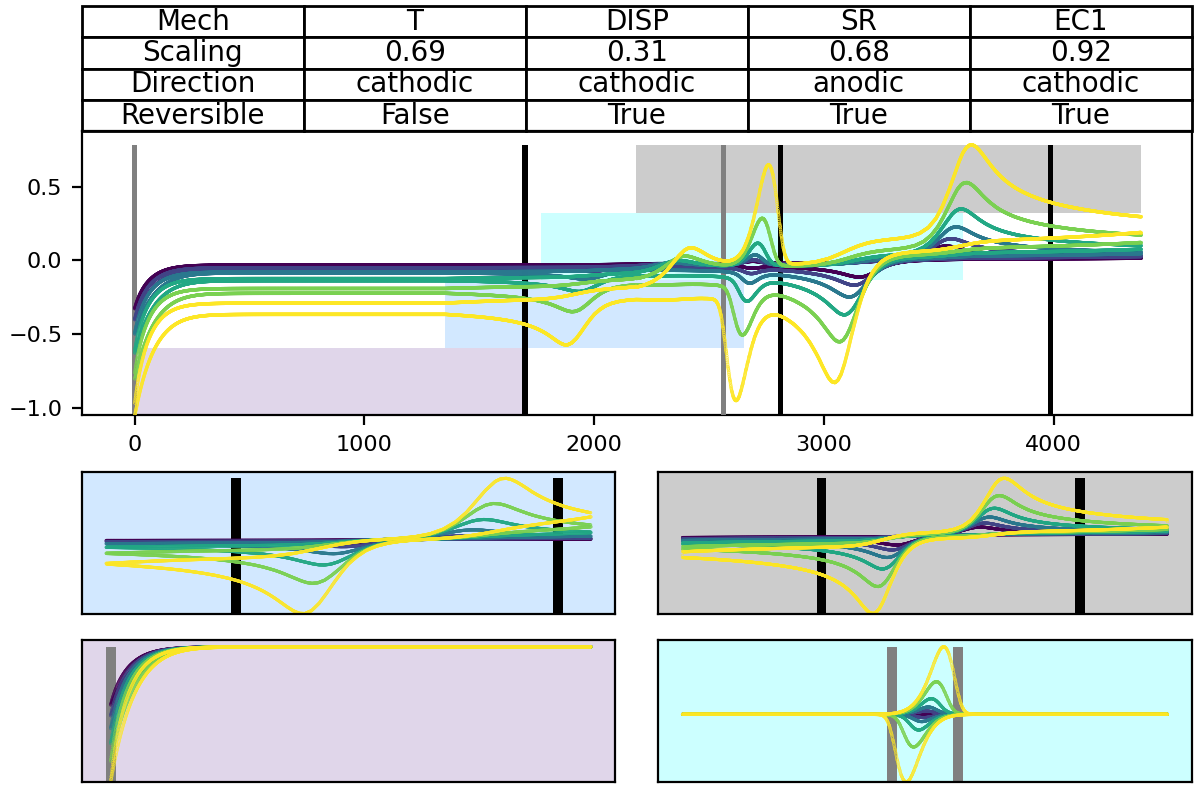 Mech T DISP SR EC1
Scaling 0.69 0.31 0.68 0.92
Direction cathodic cathodic anodic cathodic
Reversible False True True True
0.5
0.0
−0.5
−1.0
0 1000 2000 3000 4000